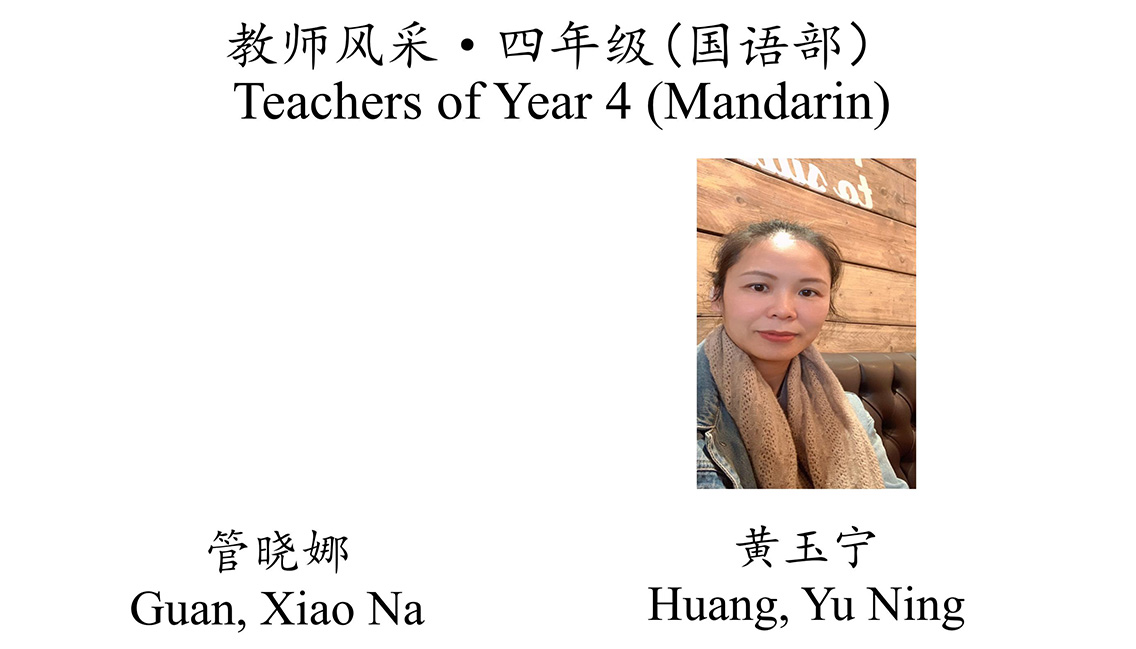 教师风采·四年级(国语部)
Teachers of Year 4 (Mandarin)
管晓娜
Guan, Xiao Na
黄玉宁
Huang, Yu Ning